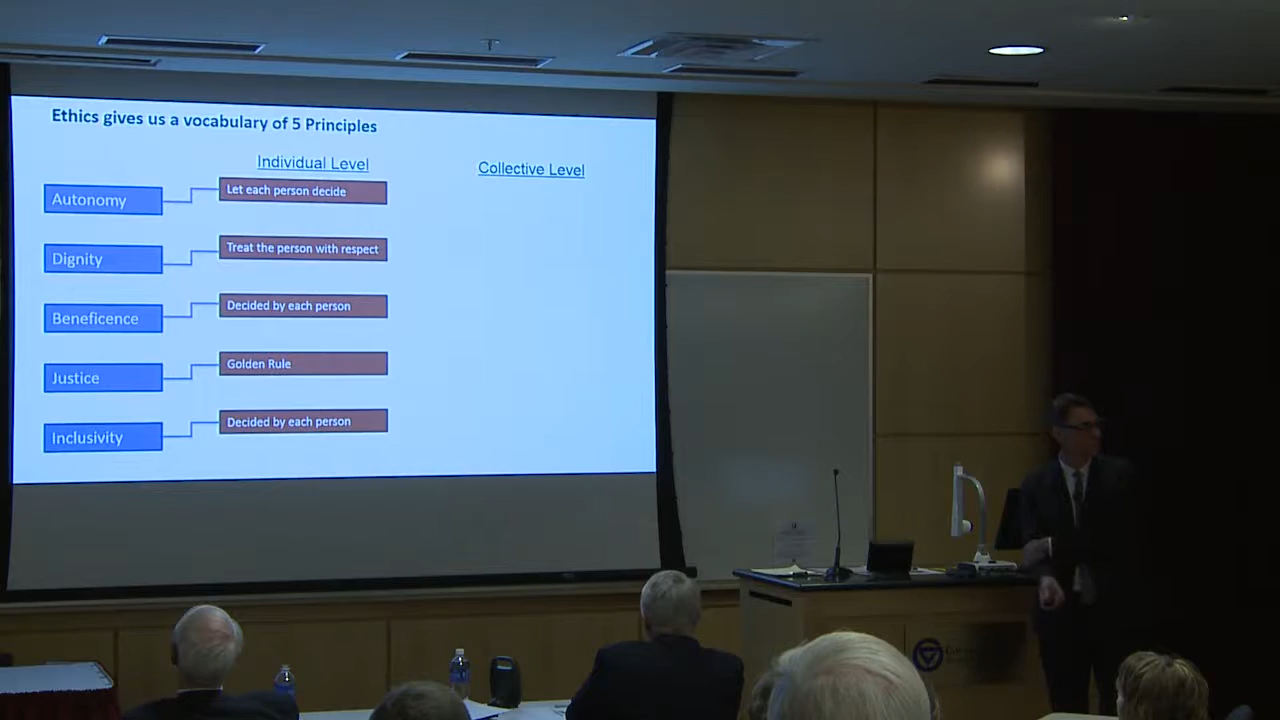 Ethics gives us a vocabulary of 5 Principles
Individual Level
Collective Level
Autonomy
Let each person decide
Dignity
Treat the person with respect
Beneficence
Decided by each person
Justice
Golden Rule
Inclusivity
Decided by each person